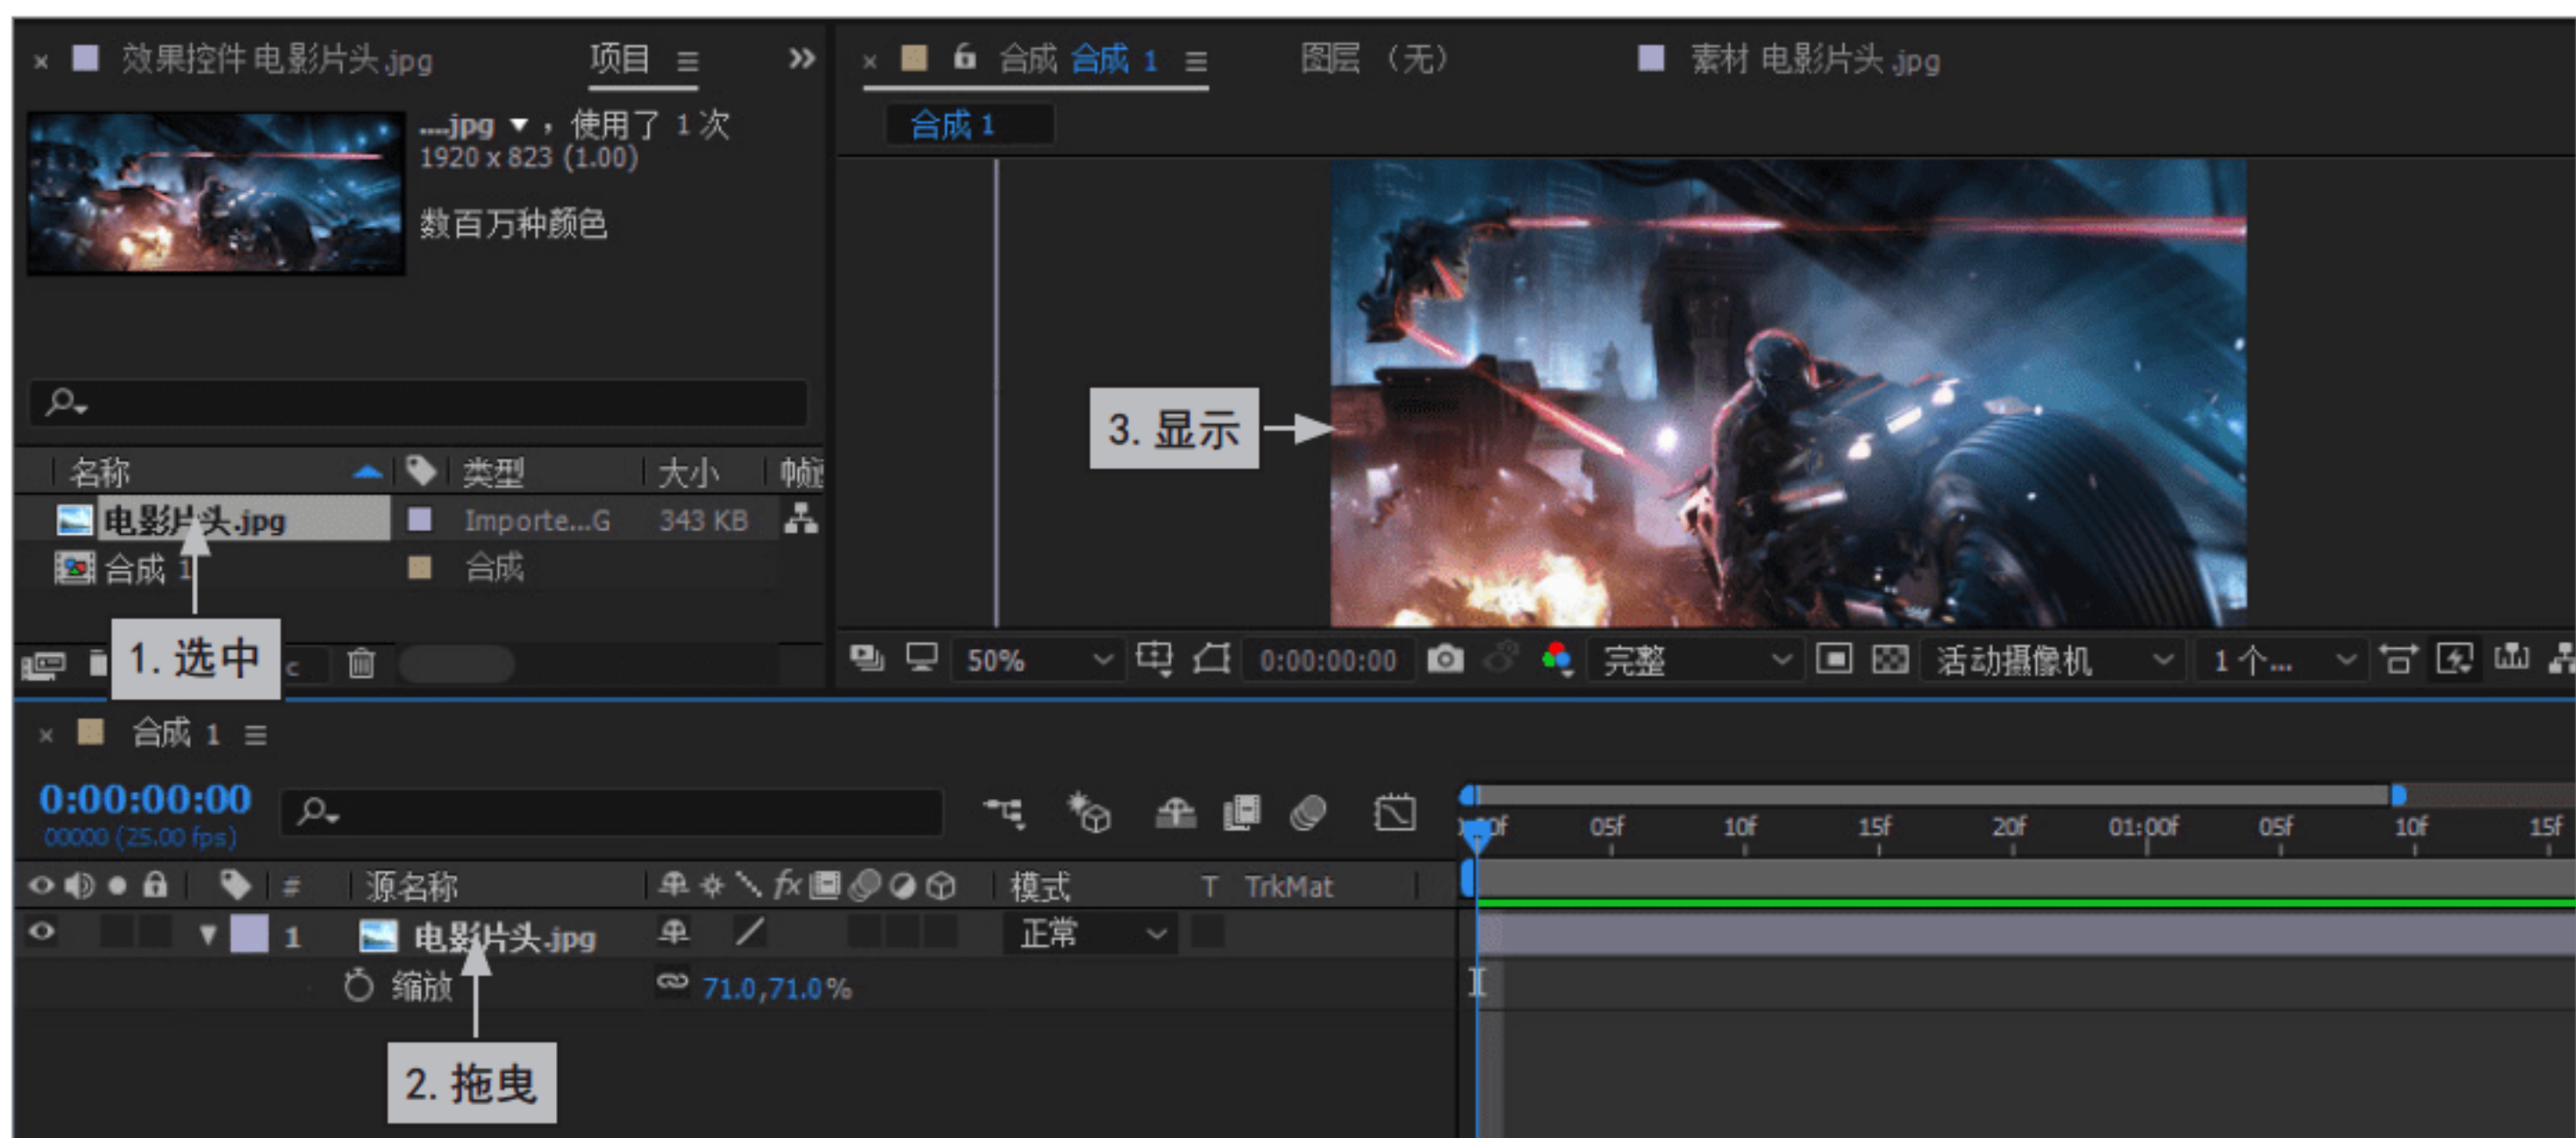 效果控件 电影片头.jpg
项目
....jpg ▼ ，使用了 1 次
1920 x 823 (1.00)
数百万种颜色
名称 类型 大小
电影片头.jpg Importe...G 343 KB
合成 1 合成
1. 选中
合成 合成 1 图层 （无） 素材 电影片头.jpg
合成 1
3. 显示
50% 0:00:00:00 完整 活动摄像机 1 个...
合成 1
0:00:00:00
00000 (25.00 fps)
05f 10f 15f 20f 01:00f 05f 10f 15f
# 源名称 fx 模式 T TrkMat
1 电影片头.jpg 正常
缩放 71.0,71.0%
2. 拖曳